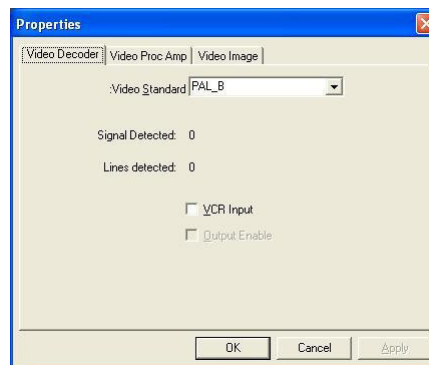 Properties
Video Decoder Video Proc Amp Video Image
:Video Standard PAL_B
Signal Detected: 0
Lines detected: 0
VCR Input
Output Enable
OK Cancel Apply